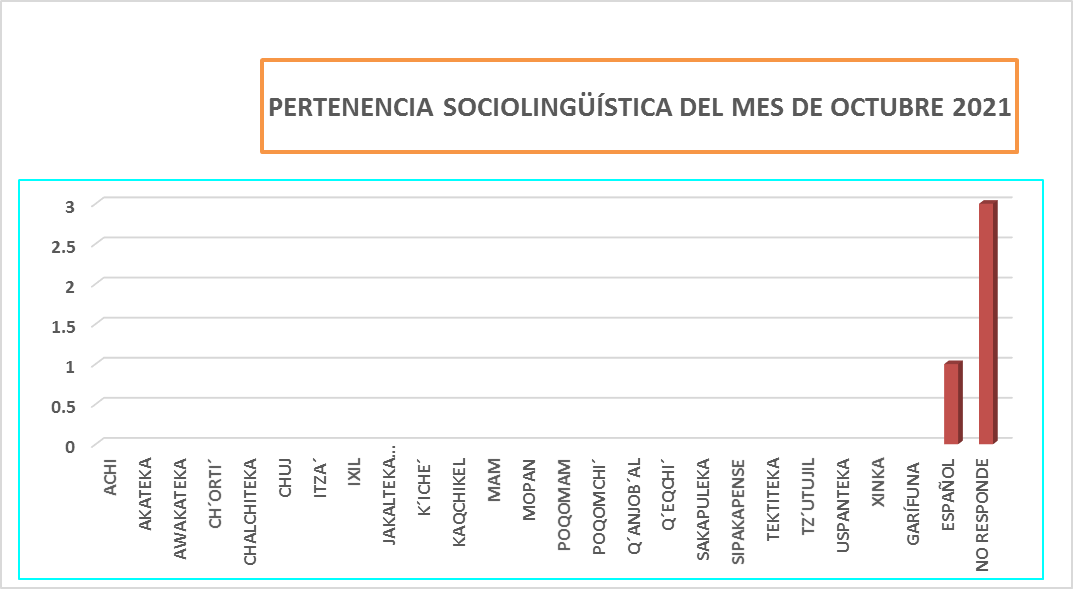 PERTENENCIA SOCIOLINGÜÍSTICA DEL MES DE OCTUBRE 2021
3
2.5
2
1.5
1
0.5
0
ACHI
AKATEKA
AWAKATEKA
CH´ORTI´
CHALCHITEKA
CHUJ
ITZA´
IXIL
JAKALTEKA...
K´ICHE´
KAQCHIKEL
MAM
MOPAN
POQOMAM
POQOMCHI´
Q´ANJOB´AL
Q´EQCHI´
SAKAPULEKA
SIPAKAPENSE
TEKTITEKA
TZ´UTUJIL
USPANTEKA
XINKA
GARÍFUNA
ESPAÑOL
NO RESPONDE